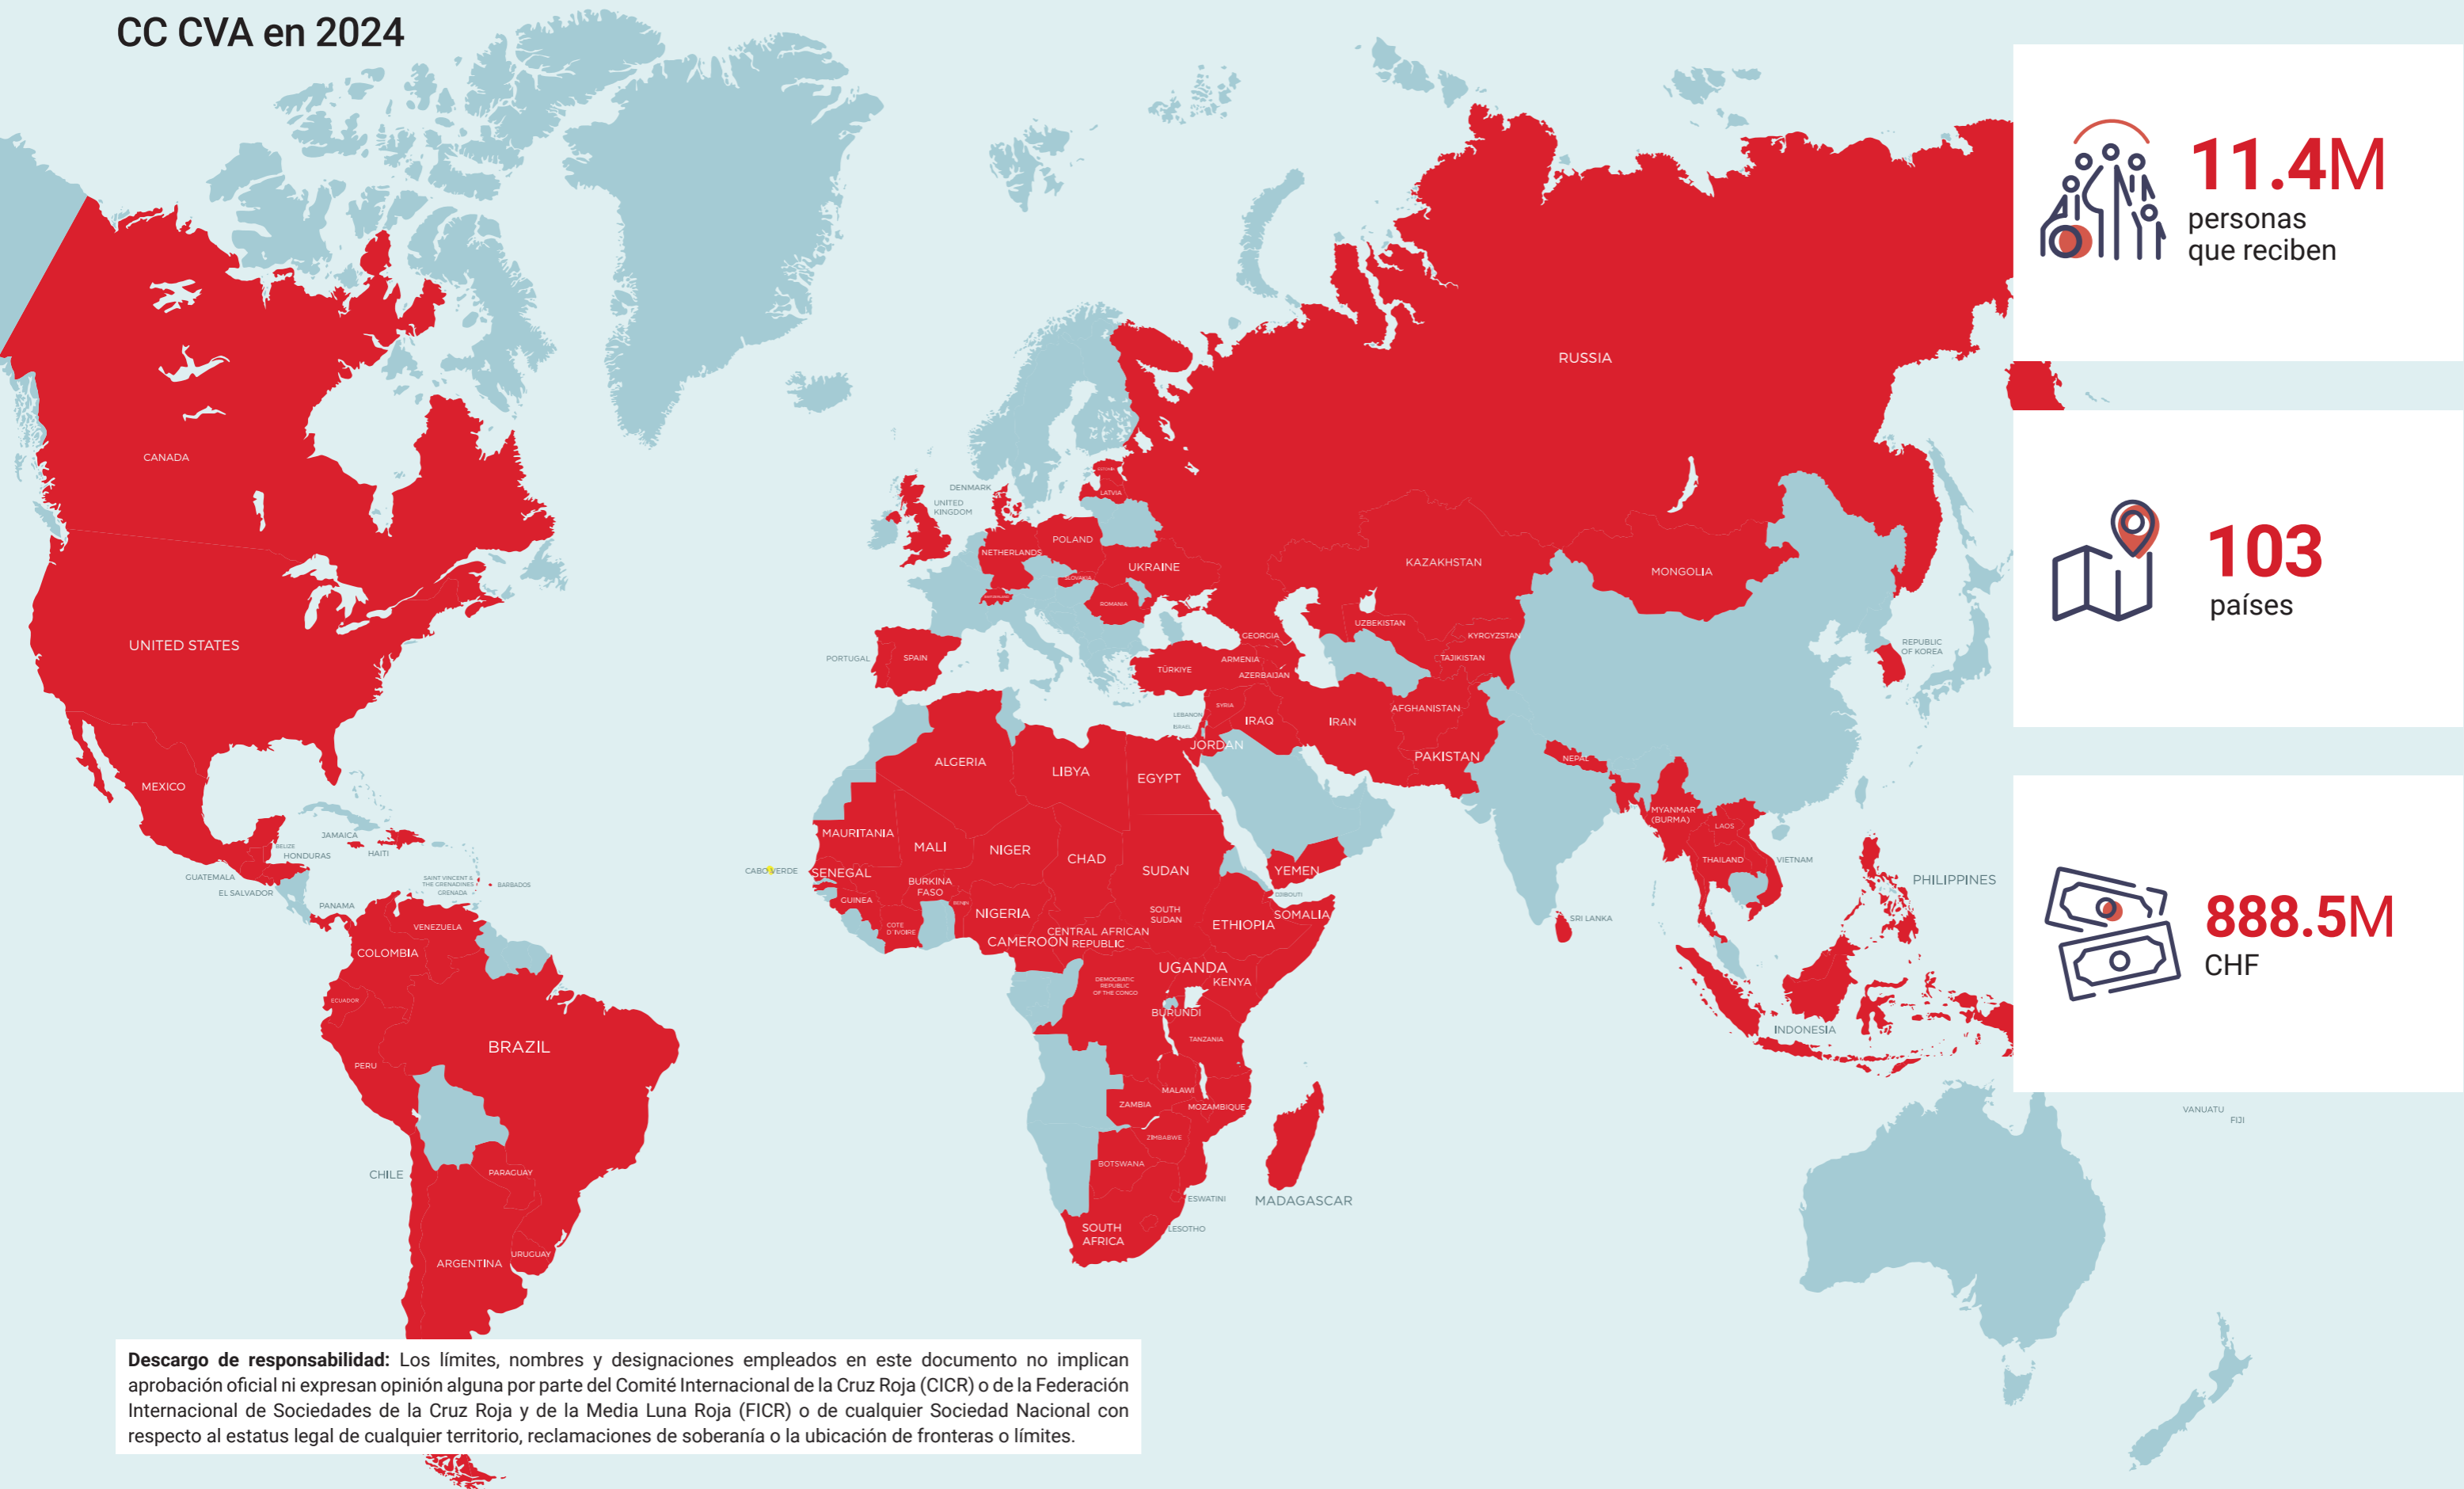 CC CVA en 2024
11.4M
personas
que reciben
103
países
888.5M
CHF
RUSSIA
CANADA
UNITED STATES
MEXICO
JAMAICA
BELIZE
HONDURAS
HAITI
GUATEMALA
EL SALVADOR
SAINT VINCENT &
THE GRENADINES
GRENADA
BARBADOS
PANAMA
VENEZUELA
COLOMBIA
ECUADOR
BRAZIL
PERU
CHILE
PARAGUAY
ARGENTINA
URUGUAY
DENMARK
UNITED
KINGDOM
ESTONIA
LATVIA
NETHERLANDS
POLAND
SLOVAKIA
UKRAINE
SWITZERLAND
ROMANIA
PORTUGAL
SPAIN
GEORGIA
ARMENIA
AZERBAIJAN
TÜRKIYE
KAZAKHSTAN
MONGOLIA
UZBEKISTAN
KYRGYZSTAN
TAJIKISTAN
AFGHANISTAN
PAKISTAN
SYRIA
LEBANON
ISRAEL
IRAQ
IRAN
JORDAN
REPUBLIC
OF KOREA
NEPAL
MYANMAR
(BURMA)
LAOS
THAILAND
VIETNAM
PHILIPPINES
SRI LANKA
INDONESIA
VANUATU
FIJI
ALGERIA
LIBYA
EGYPT
MAURITANIA
MALI
NIGER
CHAD
SUDAN
YEMEN
CABO VERDE
SENEGAL
BURKINA
FASO
GUINEA
BENIN
NIGERIA
COTE
D´IVOIRE
CAMEROON
CENTRAL AFRICAN
REPUBLIC
SOUTH
SUDAN
ETHIOPIA
DJIBOUTI
SOMALIA
UGANDA
KENYA
DEMOCRATIC
REPUBLIC
OF THE CONGO
BURUNDI
TANZANIA
MALAWI
ZAMBIA
MOZAMBIQUE
ZIMBABWE
BOTSWANA
ESWATINI
MADAGASCAR
LESOTHO
SOUTH
AFRICA
Descargo de responsabilidad: Los límites, nombres y designaciones empleados en este documento no implican
aprobación oficial ni expresan opinión alguna por parte del Comité Internacional de la Cruz Roja (CICR) o de la Federación
Internacional de Sociedades de la Cruz Roja y de la Media Luna Roja (FICR) o de cualquier Sociedad Nacional con
respecto al estatus legal de cualquier territorio, reclamaciones de soberanía o la ubicación de fronteras o límites.